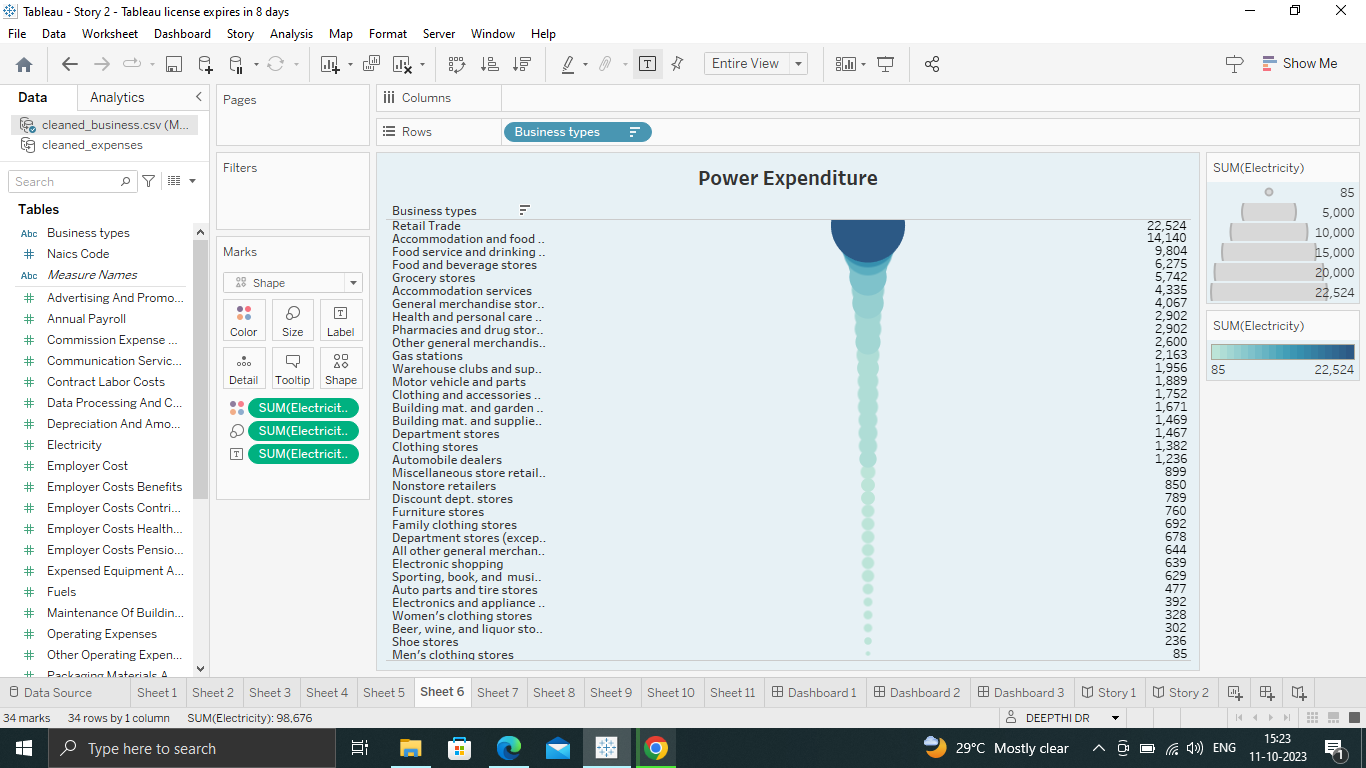 Tableau - Story 2 - Tableau license expires in 8 days
File Data Worksheet Dashboard Story Analysis Map Format Server Window Help
Entire View
Show Me
Data Analytics
cleaned_business.csv (M...
cleaned_expenses
Search
Tables
Abc Business types
# Naics Code
Abc Measure Names
# Advertising And Promo...
# Annual Payroll
# Commission Expense ...
# Communication Servic...
# Contract Labor Costs
# Data Processing And C...
# Depreciation And Amo...
# Electricity
# Employer Cost
# Employer Costs Benefits
# Employer Costs Contri...
# Employer Costs Health...
# Employer Costs Pensio...
# Expensed Equipment A...
# Fuels
# Maintenance Of Buildin...
# Operating Expenses
# Other Operating Expen...
# Packaging Materials A...
Pages
Filters
Marks
Shape
Color Size Label
Detail Tooltip Shape
SUM(Electricit..
SUM(Electricit..
SUM(Electricit..
Columns
Rows Business types
Power Expenditure
Business types
Retail Trade 22,524
Accommodation and food .. 14,140
Food service and drinking .. 9,804
Food and beverage stores 6,275
Grocery stores 5,742
Accommodation services 4,335
General merchandise stor.. 4,067
Health and personal care .. 2,902
Pharmacies and drug stor.. 2,902
Other general merchandis.. 2,600
Gas stations 2,163
Warehouse clubs and sup.. 1,956
Motor vehicle and parts 1,889
Clothing and accessories .. 1,752
Building mat. and garden .. 1,671
Building mat. and supplie.. 1,469
Department stores 1,467
Clothing stores 1,382
Automobile dealers 1,236
Miscellaneous store retail.. 899
Nonstore retailers 850
Discount dept. stores 789
Furniture stores 760
Family clothing stores 692
Department stores (excep.. 678
All other general merchan.. 644
Electronic shopping 639
Sporting, book, and musi.. 629
Auto parts and tire stores 477
Electronics and appliance .. 392
Women's clothing stores 328
Beer, wine, and liquor sto.. 302
Shoe stores 236
Men's clothing stores 85
SUM(Electricity)
85
5,000
10,000
15,000
20,000
22,524
SUM(Electricity)
85 22,524
Data Source Sheet 1 Sheet 2 Sheet 3 Sheet 4 Sheet 5 Sheet 6 Sheet 7 Sheet 8 Sheet 9 Sheet 10 Sheet 11 Dashboard 1 Dashboard 2 Dashboard 3 Story 1 Story 2
34 marks 34 rows by 1 column SUM(Electricity): 98,676 DEEPTHI DR
Type here to search
29°C Mostly clear ENG
15:23
11-10-2023
1